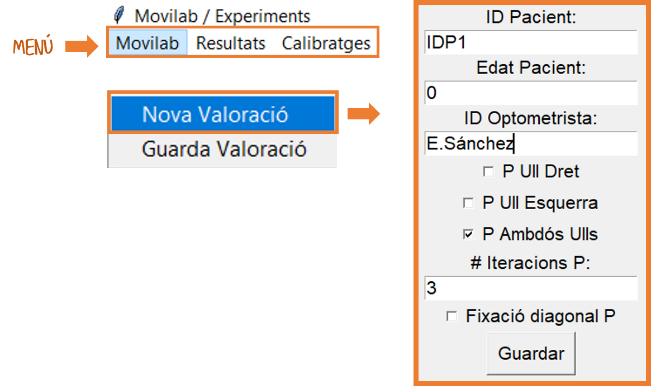 Movilab / Experiments
MENÚ
Movilab Resultats Calibratges
Nova Valoració
Guarda Valoració
ID Pacient:
IDP1
Edat Pacient:
0
ID Optometrista:
E.Sánchez
P Ull Dret
P Ull Esquerra
P Ambdós Ulls
# Iteracions P:
3
Fixació diagonal P
Guardar